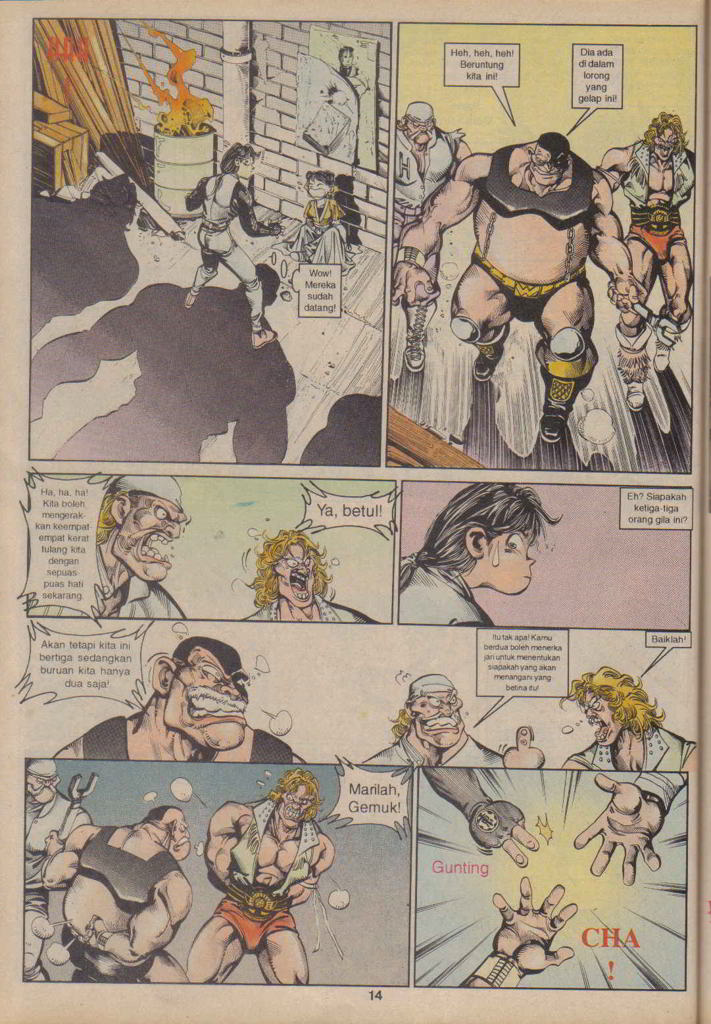 Wow!
Mereka
sudah
datang!
Heh, heh, heh!
Beruntung
kita ini!
Dia ada
di dalam
lorong
yang
gelap ini!
H
Ha, ha, ha!
Kita boleh
mengerak-
kan keempat-
empat kerat
tulang kita
dengan
sepuas-
puas hati
sekarang.
Ya, betul!
Eh? Siapakah
ketiga-tiga
orang gila ini?
Akan tetapi kita ini
bertiga sedangkan
buruan kita hanya
dua saja!
Itu tak apa! Kamu
berdua boleh meneka
jari untuk menentukan
siapakah yang akan
menangani yang
betina itu!
Baiklah!
Marilah,
Gemuk!
Gunting
CHA
!
14